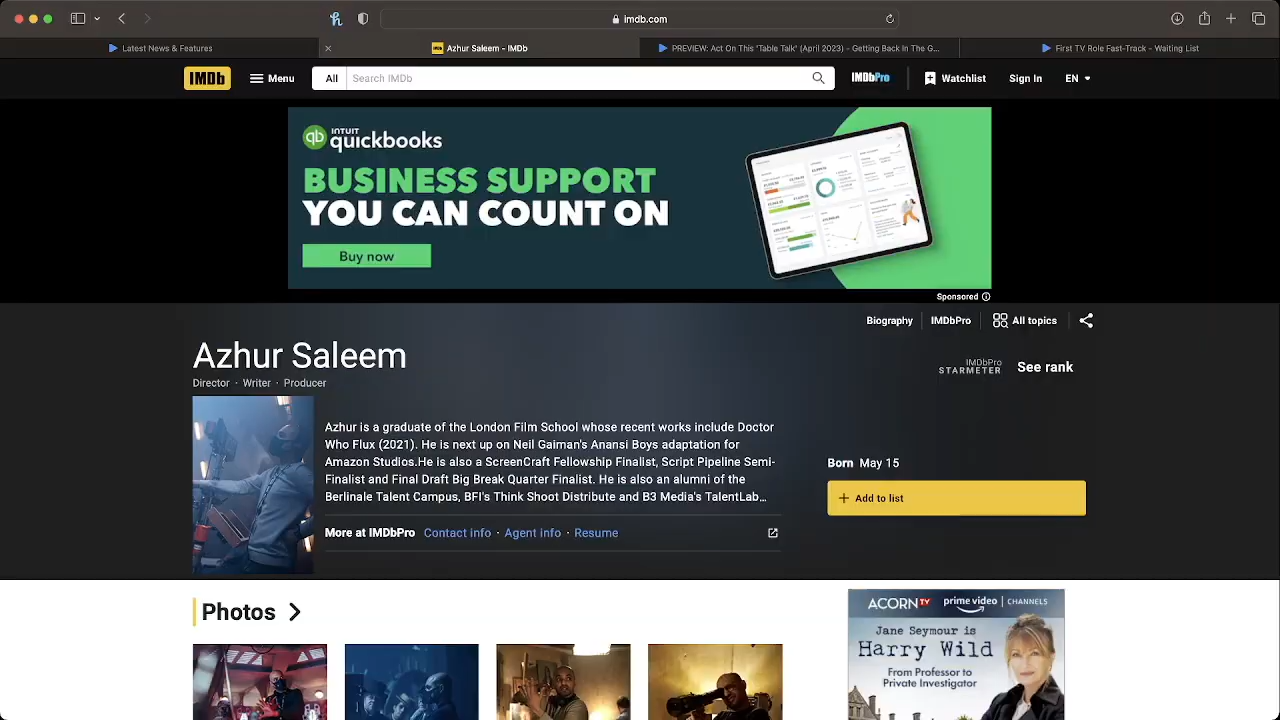 imdb.com
Latest News & Features
Azhur Saleem - IMDb
PREVIEW: Act On This 'Table Talk' (April 2023) - Getting Back In The G...
First TV Role Fast-Track - Waiting List
IMDb
Menu
All
Search IMDb
IMDbPro
Watchlist
Sign In
EN
INTUIT
qb quickbooks
BUSINESS SUPPORT
YOU CAN COUNT ON
Buy now
Sponsored
Biography
IMDbPro
All topics
Azhur Saleem
Director · Writer · Producer
IMDbPro
STARMETER
See rank
Azhur is a graduate of the London Film School whose recent works include Doctor
Who Flux (2021). He is next up on Neil Gaiman's Anansi Boys adaptation for
Amazon Studios.He is also a ScreenCraft Fellowship Finalist, Script Pipeline Semi-
Finalist and Final Draft Big Break Quarter Finalist. He is also an alumni of the
Berlinale Talent Campus, BFI's Think Shoot Distribute and B3 Media's TalentLab...
Born May 15
+ Add to list
More at IMDbPro Contact info · Agent info · Resume
Photos
ACORN TV prime video | CHANNELS
Jane Seymour is
Harry Wild
From Professor to
Private Investigator